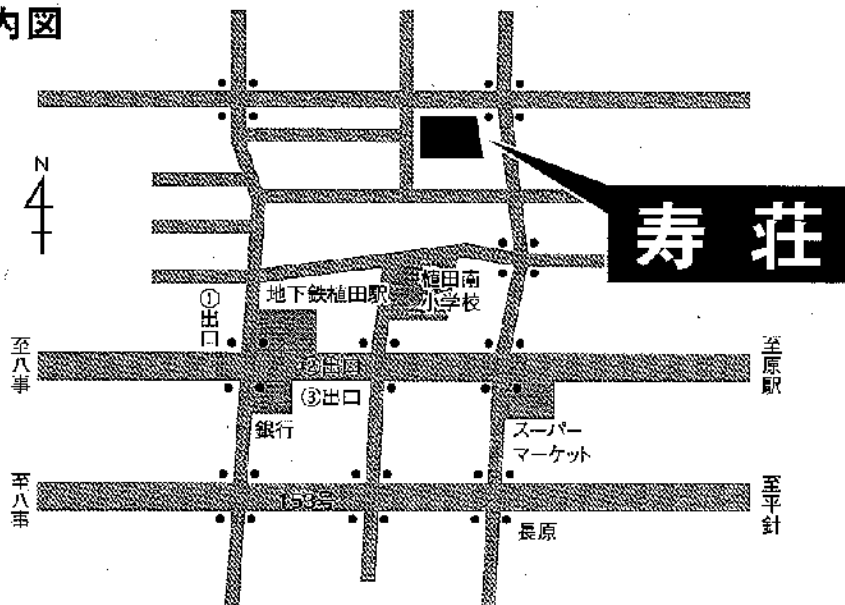 内図
N
寿荘
地下鉄植田駅
植田南
小学校
①出口
至八事
②出口
至原駅
③出口
銀行
スーパー
マーケット
至八事
153号
至平針
長原